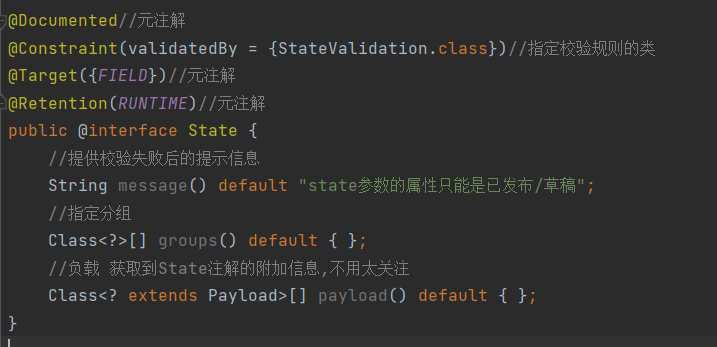 @Documented//元注解
@Constraint(validatedBy = {StateValidation.class})//指定校验规则的类
@Target({FIELD})//元注解
@Retention(RUNTIME)//元注解
public @interface State {
    //提供校验失败后的提示信息
    String message() default "state参数的属性只能是已发布/草稿";
    //指定分组
    Class<?>[] groups() default { };
    //负载 获取到State注解的附加信息,不用太关注
    Class<? extends Payload>[] payload() default { };
}